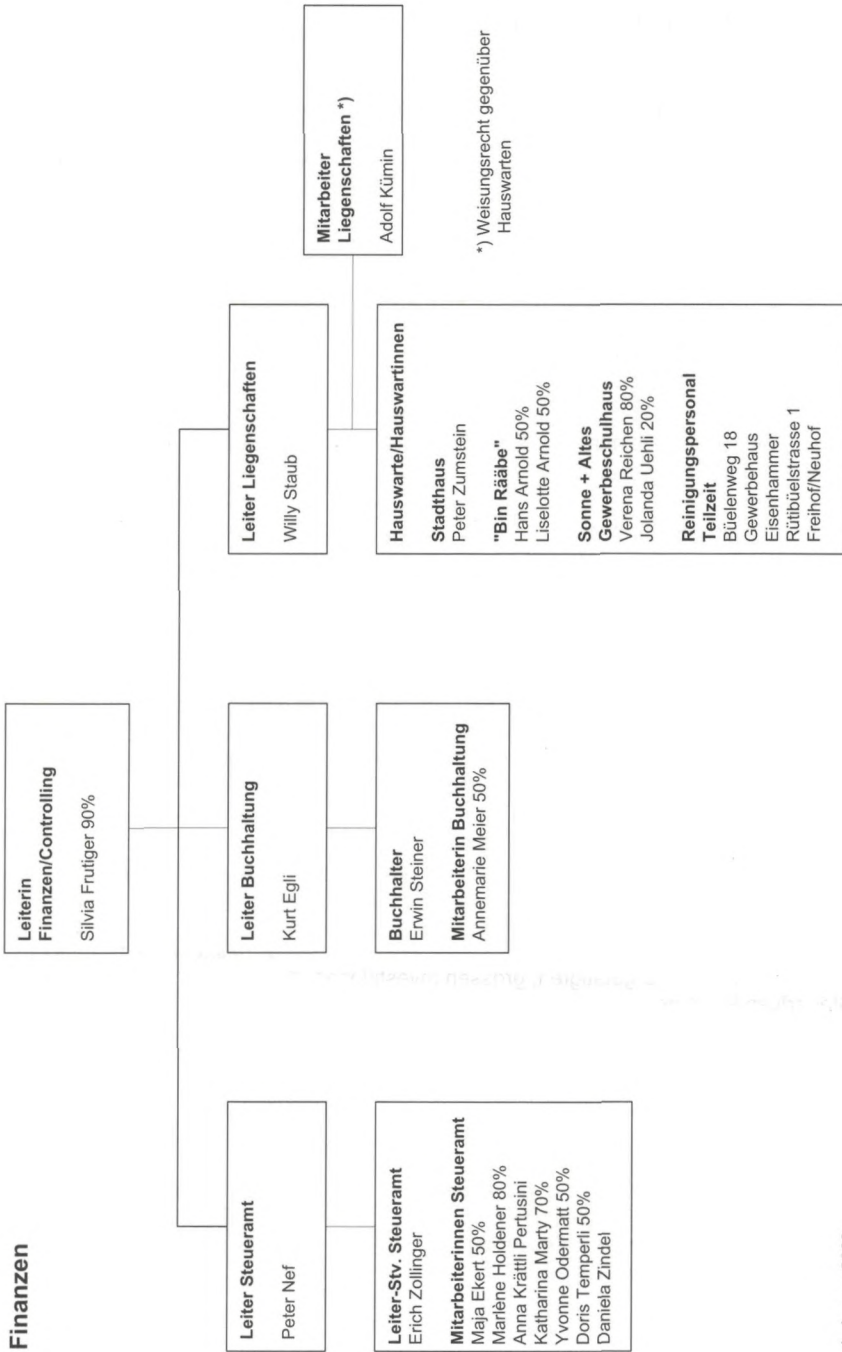 Finanzen
Leiterin
Finanzen/Controlling
Silvia Frutiger 90%
Leiter Steueramt
Peter Nef
Leiter Buchhaltung
Kurt Egli
Leiter Liegenschaften
Willy Staub
Mitarbeiter
Liegenschaften *)
Adolf Kümin
Leiter-Stv. Steueramt
Erich Zollinger
Mitarbeiterinnen Steueramt
Maja Ekert 50%
Marlène Holdener 80%
Anna Krättli Pertusini
Katharina Marty 70%
Yvonne Odermatt 50%
Doris Temperli 50%
Daniela Zindel
Buchhalter
Erwin Steiner
Mitarbeiterin Buchhaltung
Annemarie Meier 50%
Hauswarte/Hauswartinnen
Stadthaus
Peter Zumstein
"Bin Rääbe"
Hans Arnold 50%
Liselotte Arnold 50%
Sonne + Altes
Gewerbeschulhaus
Verena Reichen 80%
Jolanda Uehli 20%
Reinigungspersonal
Teilzeit
Büelenweg 18
Gewerbehaus
Eisenhammer
Rütibüelstrasse 1
Freihof/Neuhof
*) Weisungsrecht gegenüber
Hauswarten